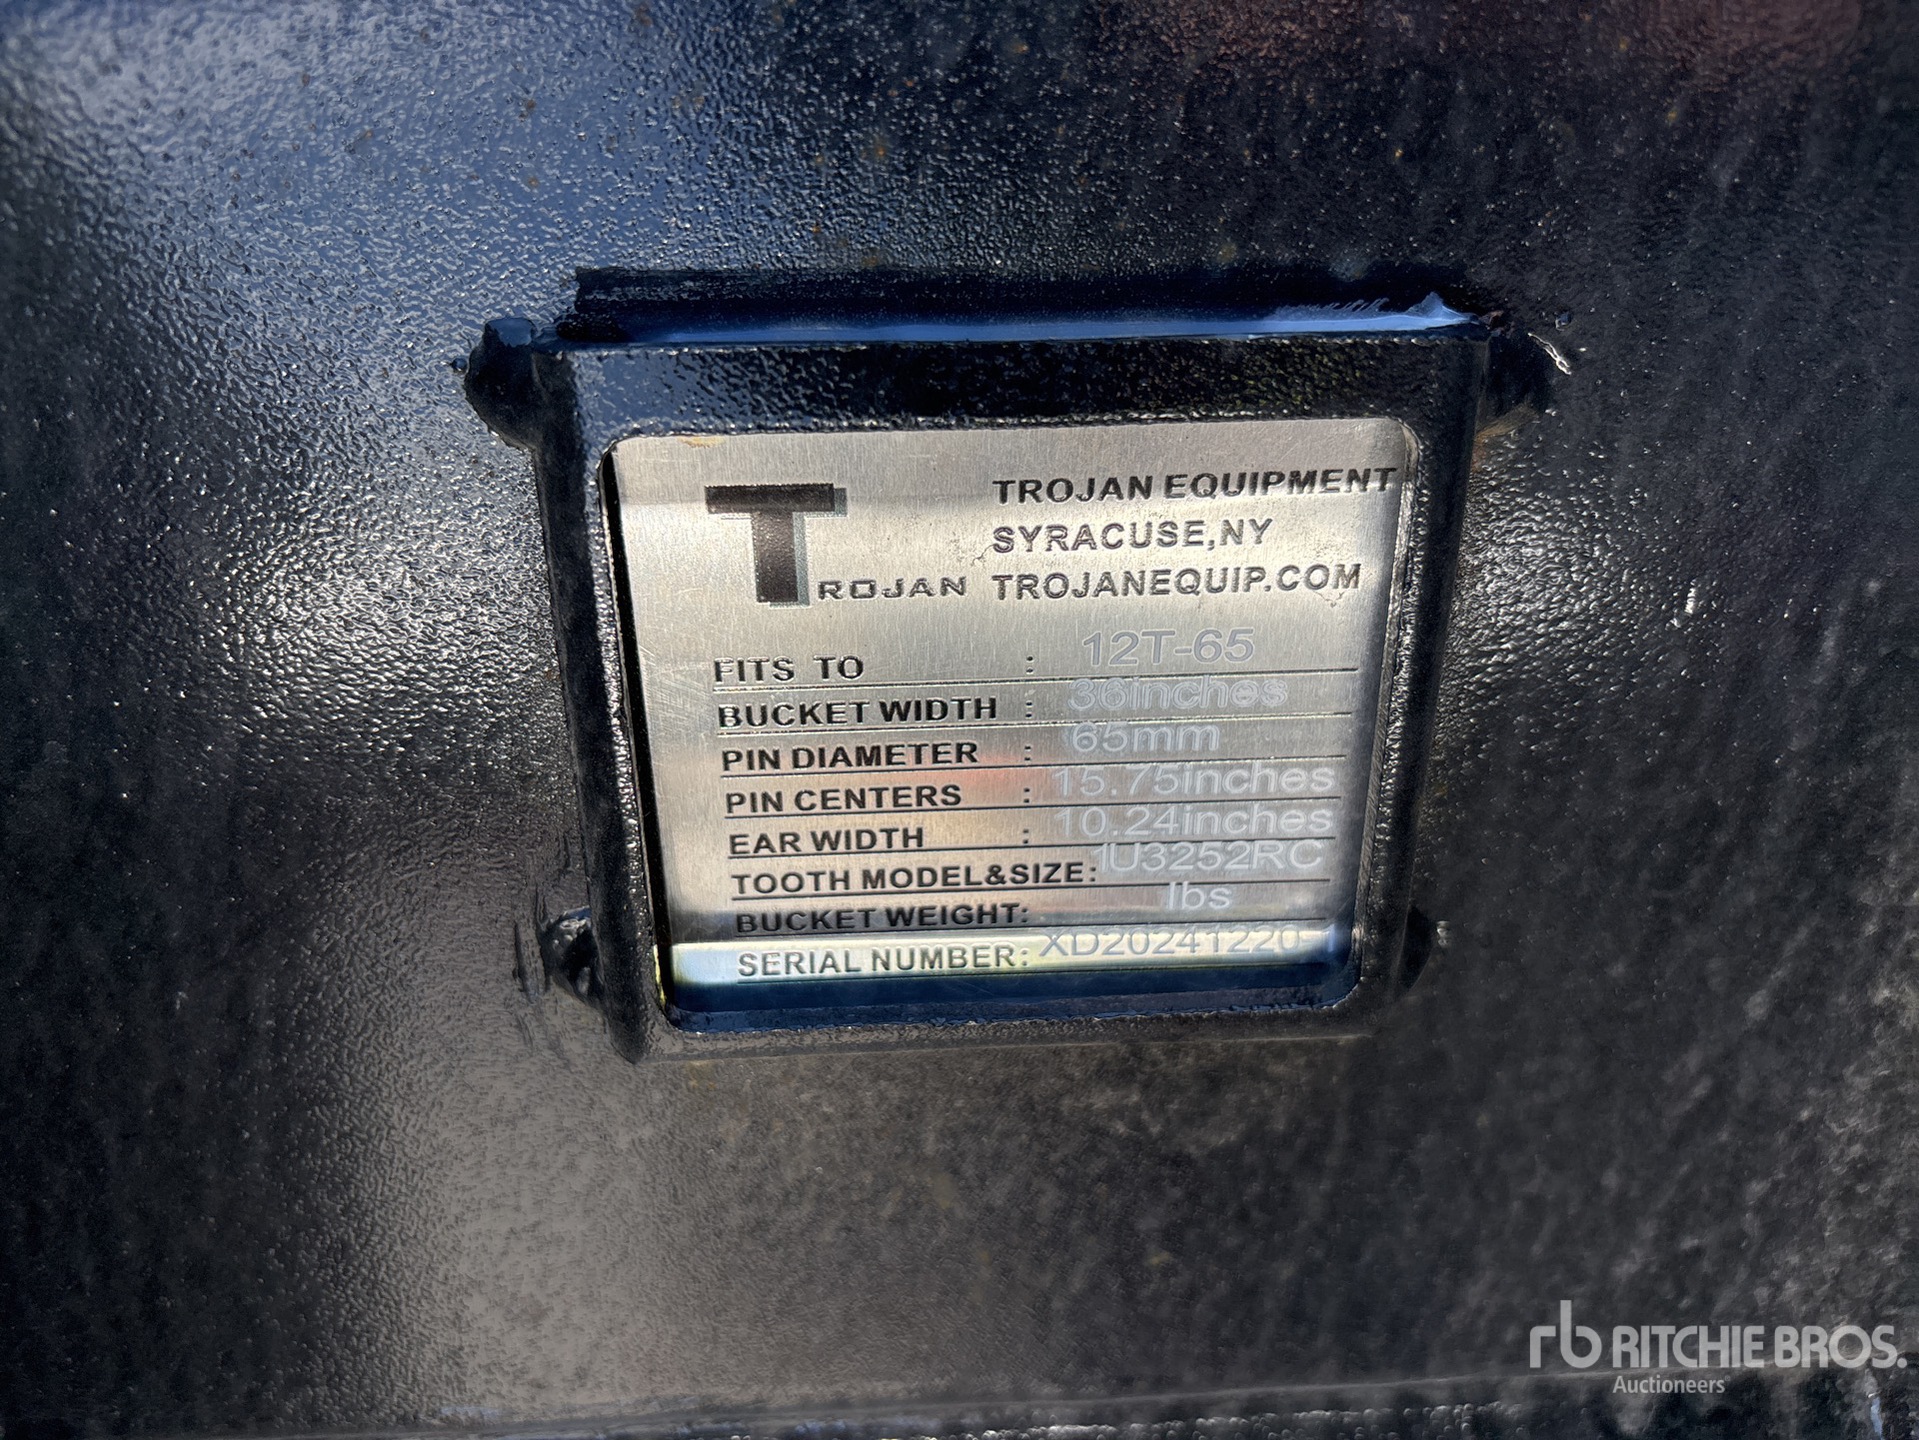 TROJAN EQUIPMENT
SYRACUSE,NY
TROJAN TROJANEQUIP.COM
FITS TO : 12T-65
BUCKET WIDTH : 36inches
PIN DIAMETER : 65mm
PIN CENTERS : 15.75inches
EAR WIDTH : 10.24inches
TOOTH MODEL&SIZE: 1U3252RC
BUCKET WEIGHT: lbs
SERIAL NUMBER: XD20241220-1
rb RITCHIE BROS.
Auctioneers